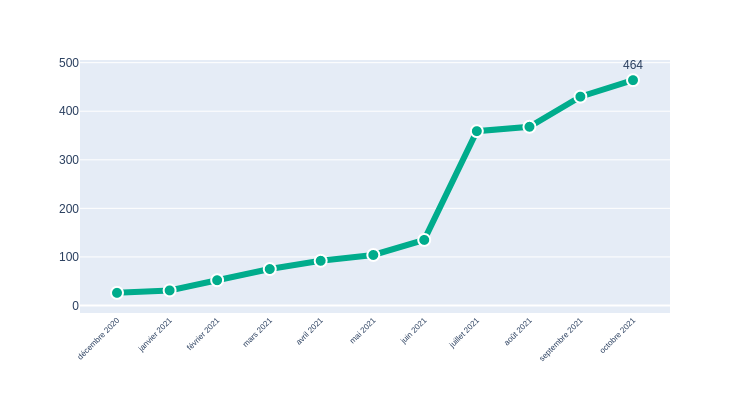 500
464
400
300
200
100
0
décembre 2020
janvier 2021
février 2021
mars 2021
avril 2021
mai 2021
juin 2021
juillet 2021
août 2021
septembre 2021
octobre 2021